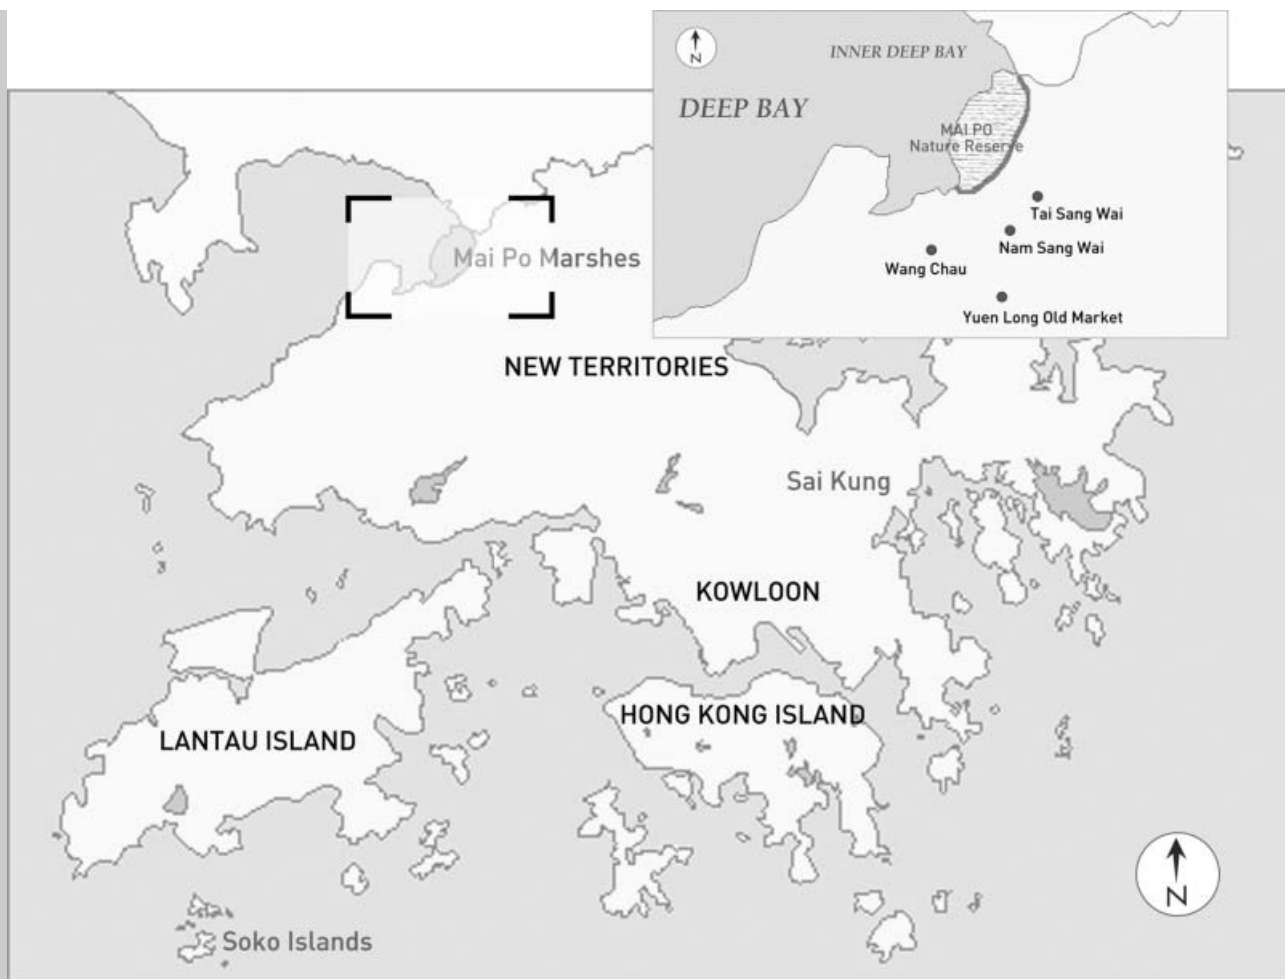 N
INNER DEEP BAY
DEEP BAY
MAI PO
Nature Reserve
Tai Sang Wai
Nam Sang Wai
Wang Chau
Yuen Long Old Market
Mai Po Marshes
NEW TERRITORIES
Sai Kung
KOWLOON
HONG KONG ISLAND
LANTAU ISLAND
N
Soko Islands